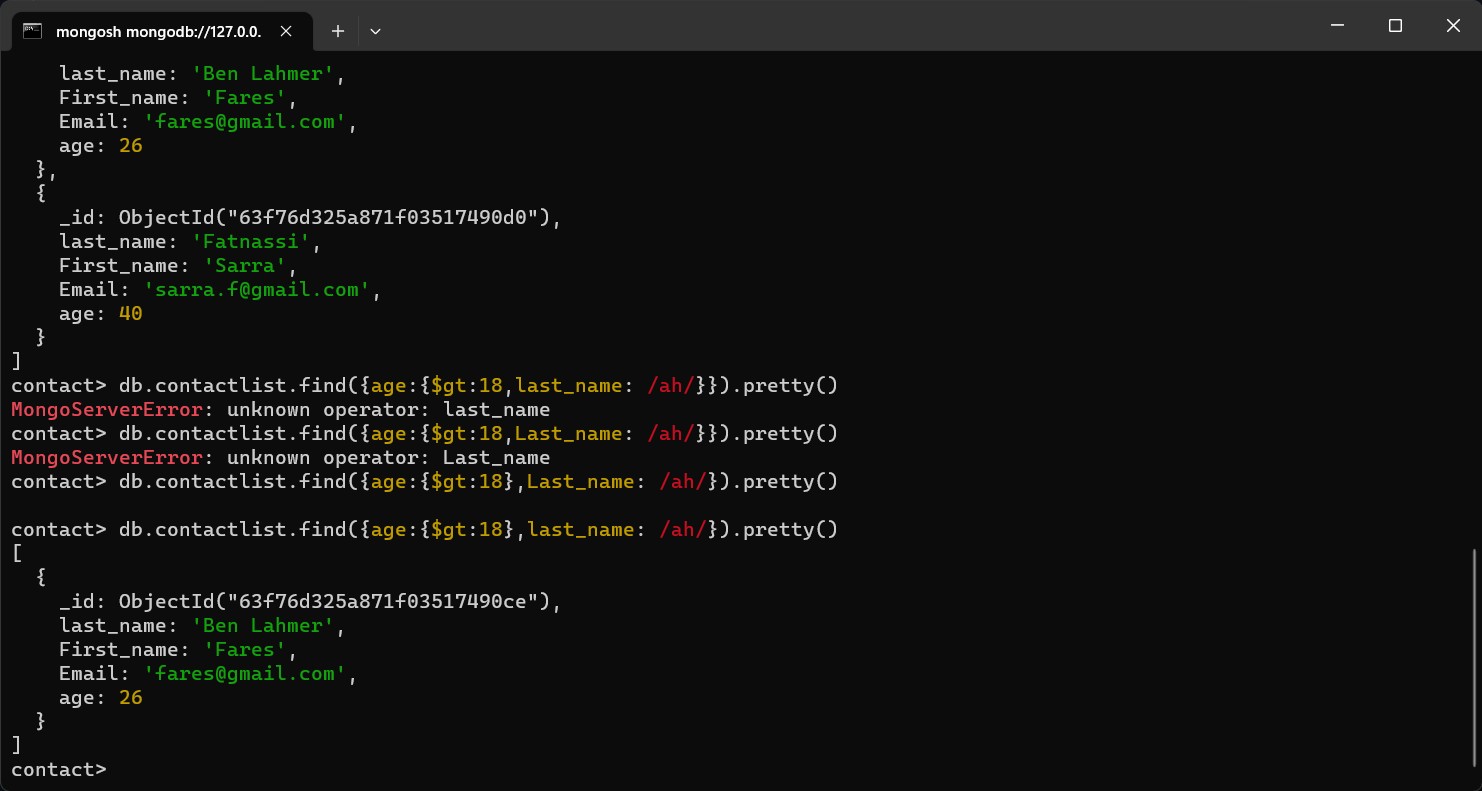 mongosh mongodb://127.0.0.
last_name: 'Ben Lahmer',
First_name: 'Fares',
Email: 'fares@gmail.com',
age: 26
},
{
_id: ObjectId("63f76d325a871f03517490d0"),
last_name: 'Fatnassi',
First_name: 'Sarra',
Email: 'sarra.f@gmail.com',
age: 40
}
]
contact> db.contactlist.find({age:{$gt:18,last_name: /ah/}}).pretty()
MongoServerError: unknown operator: last_name
contact> db.contactlist.find({age:{$gt:18,Last_name: /ah/}}).pretty()
MongoServerError: unknown operator: Last_name
contact> db.contactlist.find({age:{$gt:18},Last_name: /ah/}).pretty()
contact> db.contactlist.find({age:{$gt:18},last_name: /ah/}).pretty()
[
{
_id: ObjectId("63f76d325a871f03517490ce"),
last_name: 'Ben Lahmer',
First_name: 'Fares',
Email: 'fares@gmail.com',
age: 26
}
]
contact>